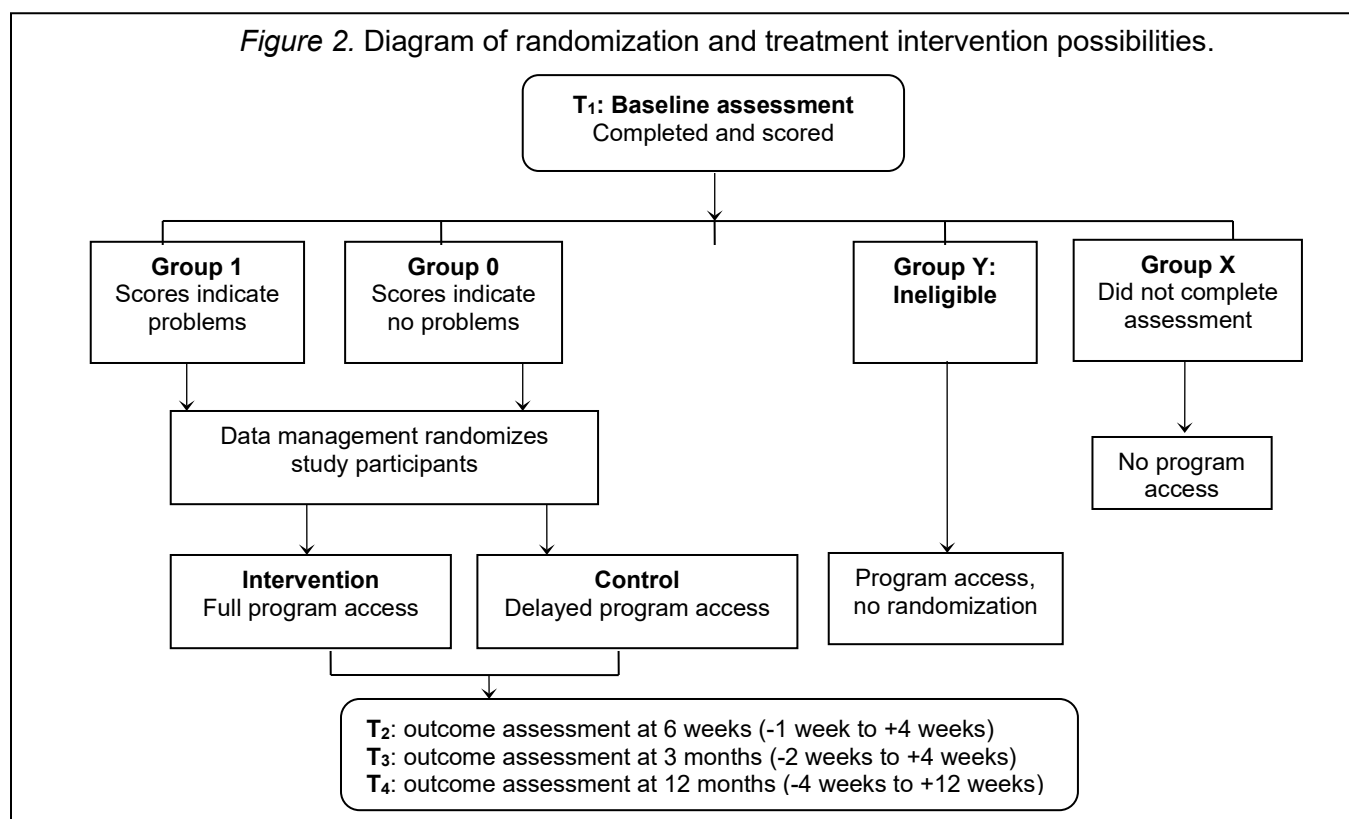 Figure 2. Diagram of randomization and treatment intervention possibilities.
T₁: Baseline assessment
Completed and scored
Group 1
Scores indicate
problems
Group 0
Scores indicate
no problems
Group Y:
Ineligible
Group X
Did not complete
assessment
Data management randomizes
study participants
No program
access
Intervention
Full program access
Control
Delayed program access
Program access,
no randomization
T₂: outcome assessment at 6 weeks (-1 week to +4 weeks)
T₃: outcome assessment at 3 months (-2 weeks to +4 weeks)
T₄: outcome assessment at 12 months (-4 weeks to +12 weeks)